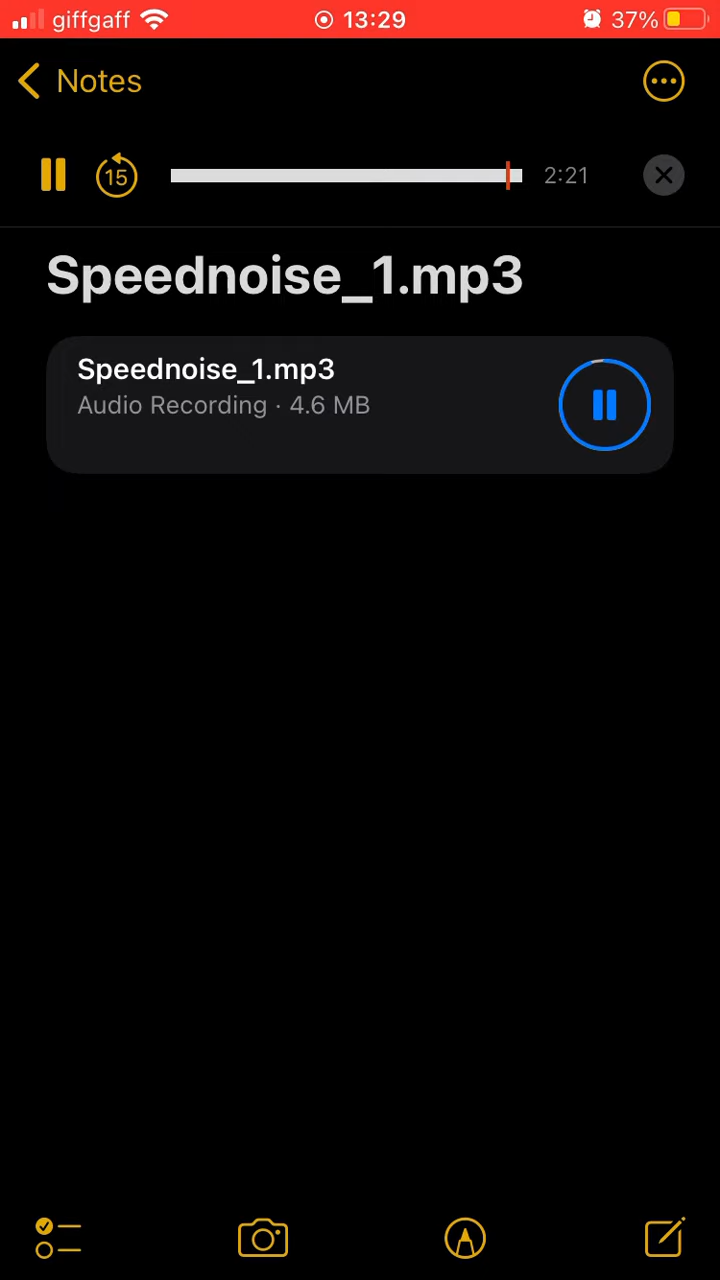 giffgaff 13:29 37%
Notes
15 2:21
Speednoise_1.mp3
Speednoise_1.mp3
Audio Recording · 4.6 MB